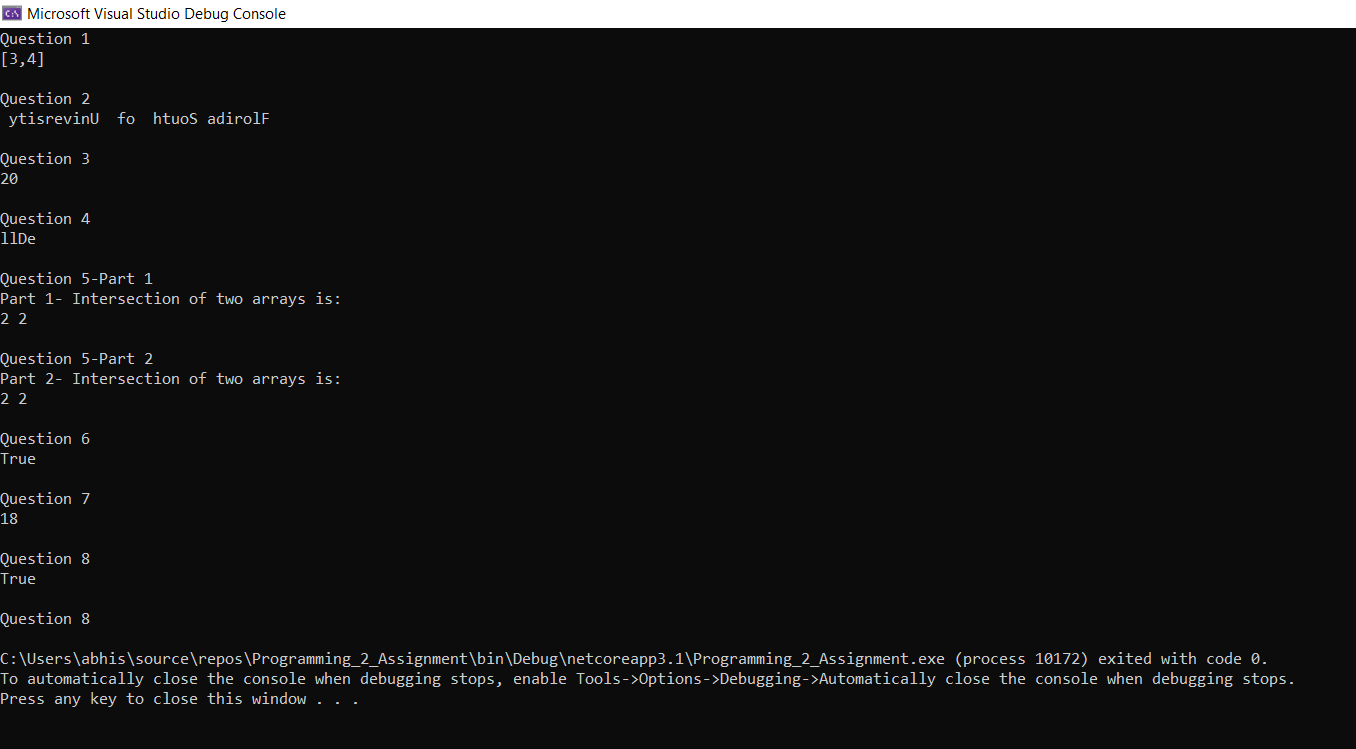 Microsoft Visual Studio Debug Console
Question 1
[3,4]
Question 2
 ytisrevinU  fo  htuoS adirolF
Question 3
20
Question 4
llDe
Question 5-Part 1
Part 1- Intersection of two arrays is:
2 2
Question 5-Part 2
Part 2- Intersection of two arrays is:
2 2
Question 6
True
Question 7
18
Question 8
True
Question 8
C:\Users\abhis\source\repos\Programming_2_Assignment\bin\Debug\netcoreapp3.1\Programming_2_Assignment.exe (process 10172) exited with code 0.
To automatically close the console when debugging stops, enable Tools->Options->Debugging->Automatically close the console when debugging stops.
Press any key to close this window . . .